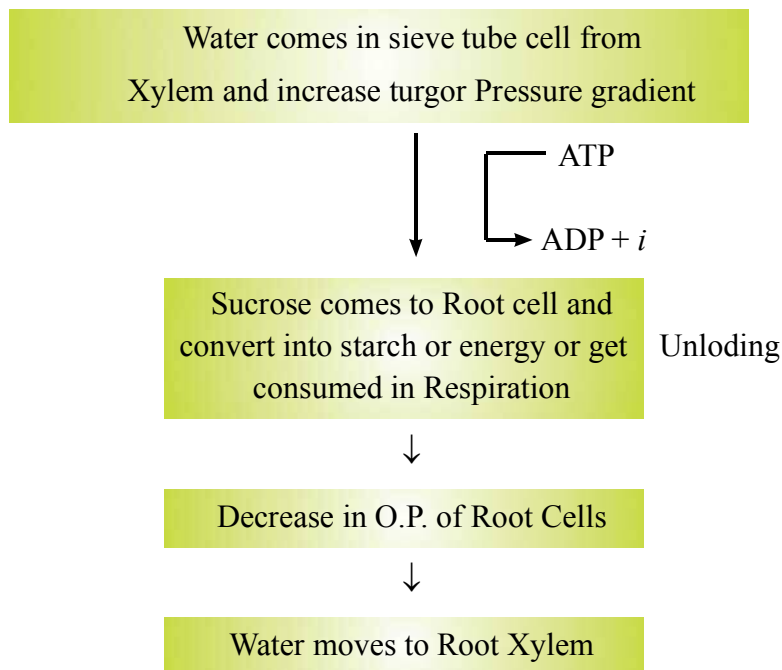 Water comes in sieve tube cell from
Xylem and increase turgor Pressure gradient
ATP
ADP + i
Sucrose comes to Root cell and
convert into starch or energy or get
consumed in Respiration
Unloding
Decrease in O.P. of Root Cells
Water moves to Root Xylem